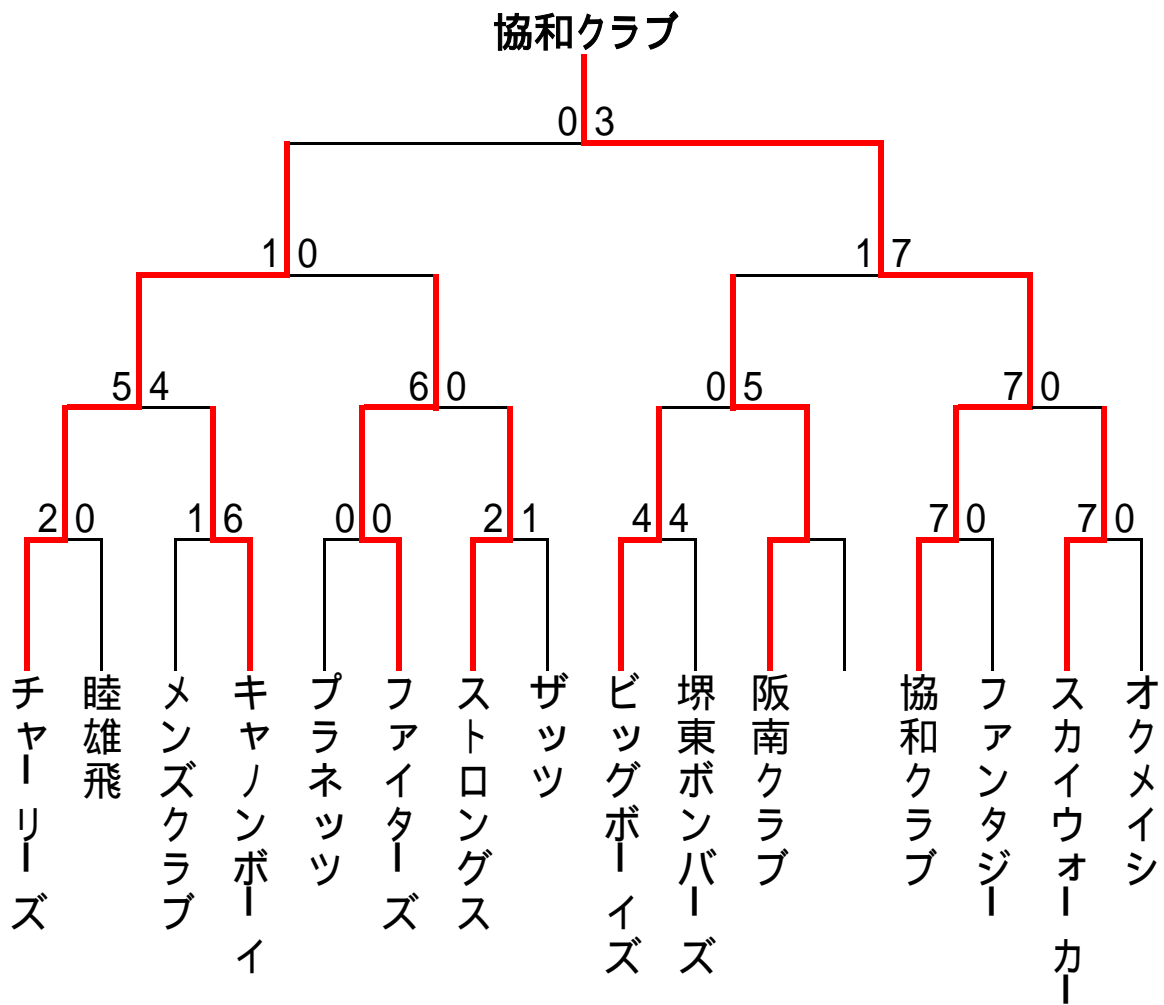 協和クラブ
0 3
1 0
1 7
5 4
6 0
0 5
7 0
2 0
1 6
0 0
2 1
4 4
7 0
7 0
チャーリーズ
睦雄飛
メンズクラブ
キャノンボーイ
プラネッツ
ファイターズ
ストロングス
ザッツ
ビッグボーイズ
堺東ボンバーズ
阪南クラブ
協和クラブ
ファンタジー
スカイウォーカー
オクメイシ